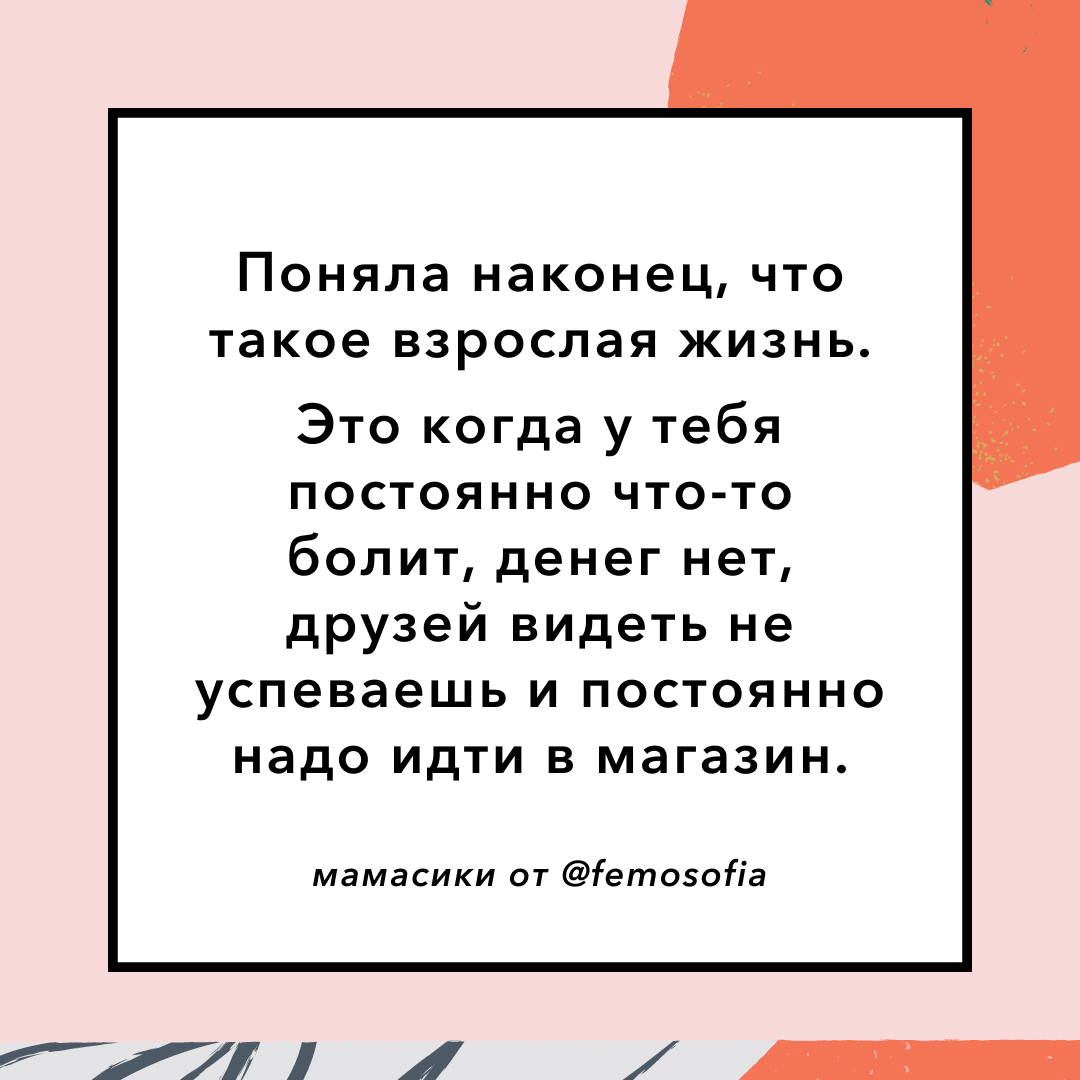 Поняла наконец, что
такое взрослая жизнь.
Это когда у тебя
постоянно что-то
болит, денег нет,
друзей видеть не
успеваешь и постоянно
надо идти в магазин.
мамасики от @femosofia